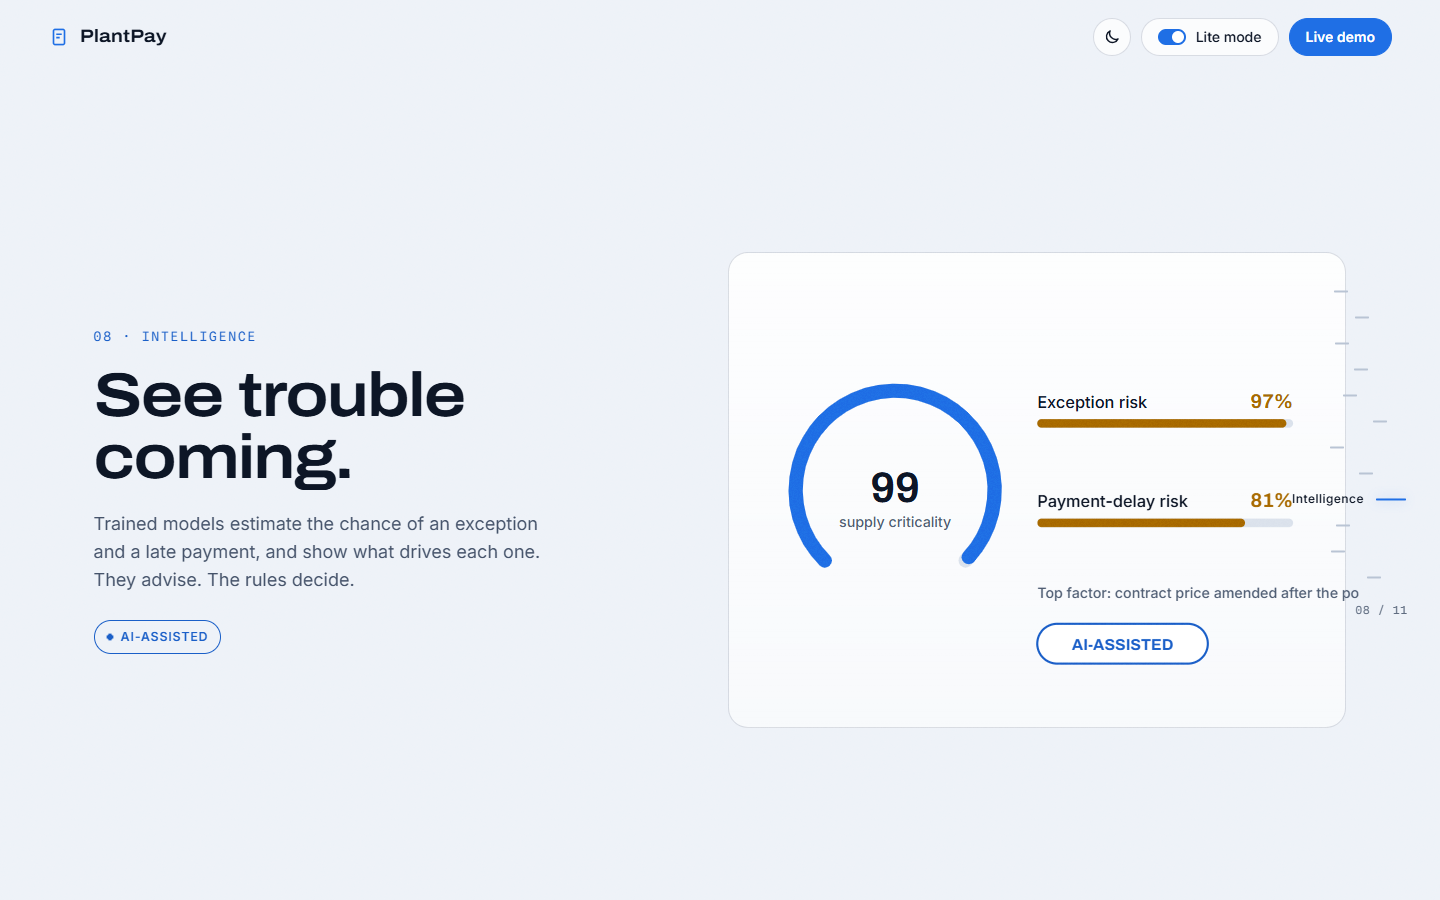 PlantPay
Lite mode
Live demo
08 · INTELLIGENCE
See trouble
coming.
Trained models estimate the chance of an exception
and a late payment, and show what drives each one.
They advise. The rules decide.
AI-ASSISTED
99
supply criticality
Exception risk 97%
Payment-delay risk 81%
Intelligence
Top factor: contract price amended after the po
08 / 11
AI-ASSISTED